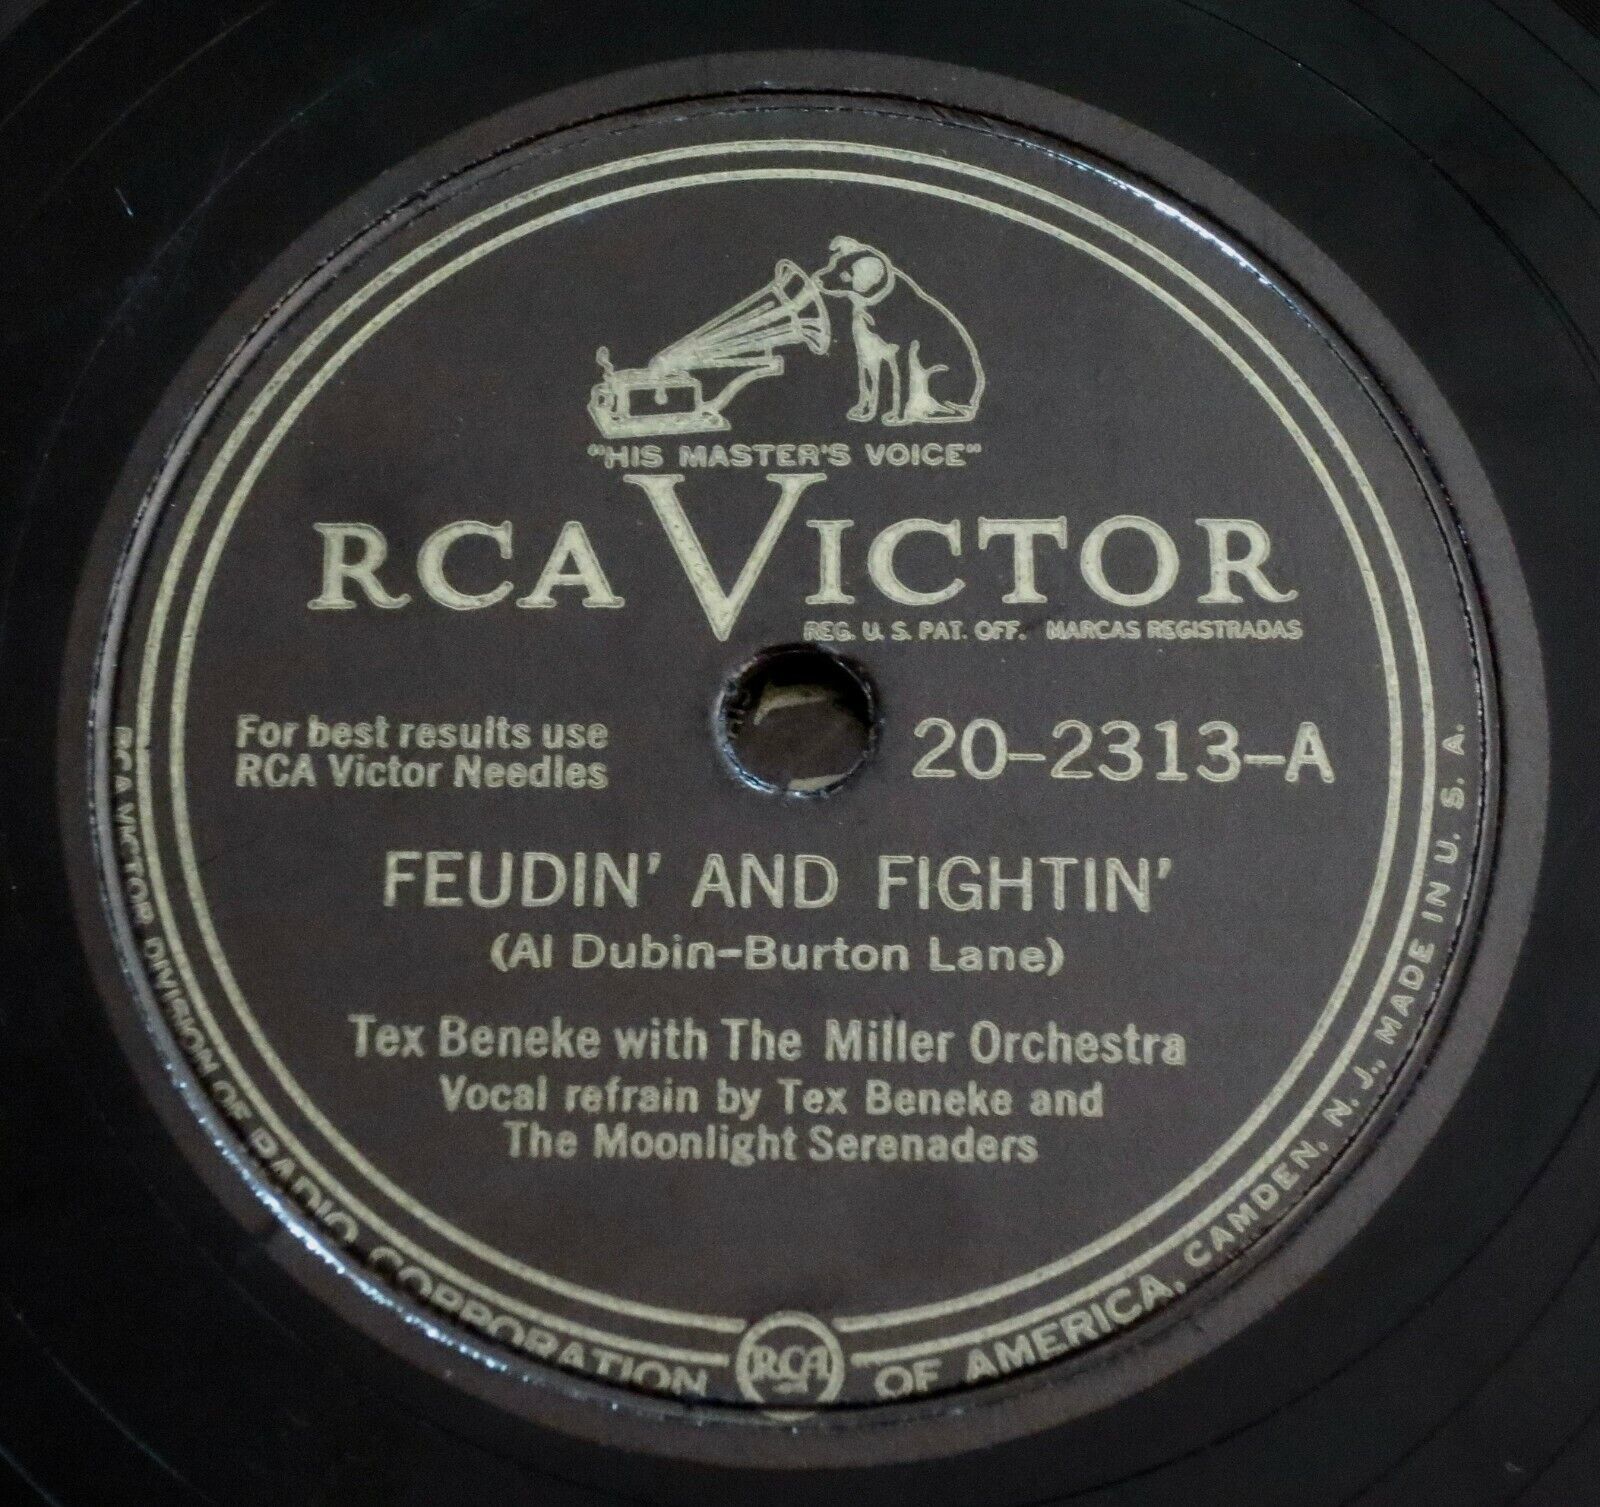 "HIS MASTER'S VOICE"
RCA VICTOR
REG. U. S. PAT. OFF. MARCAS REGISTRADAS
For best results use
RCA Victor Needles
20-2313-A
FEUDIN' AND FIGHTIN'
(Al Dubin-Burton Lane)
Tex Beneke with The Miller Orchestra
Vocal refrain by Tex Beneke and
The Moonlight Serenaders
RCA VICTOR DIVISION OF RADIO CORPORATION OF AMERICA, CAMDEN, N. J., MADE IN U. S. A.
RCA